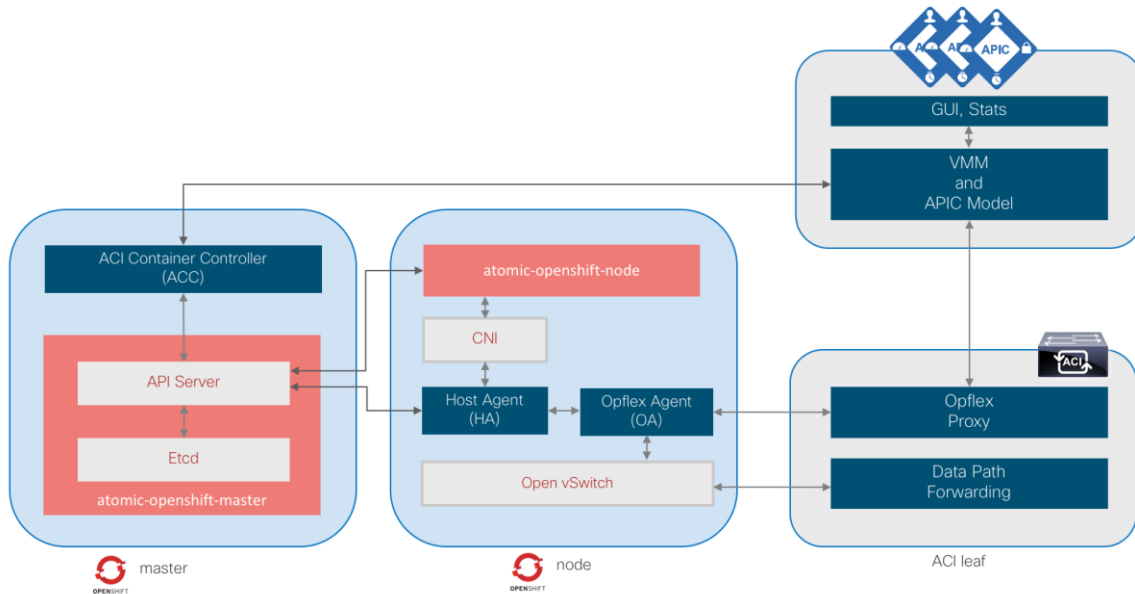 A
AP
APIC
GUI, Stats
VMM
and
APIC Model
ACI Container Controller
(ACC)
API Server
Etcd
atomic-openshift-master
OPENSHIFT
master
atomic-openshift-node
CNI
Host Agent
(HA)
Opflex Agent
(OA)
Open vSwitch
OPENSHIFT
node
ACI
Opflex
Proxy
Data Path
Forwarding
ACI leaf